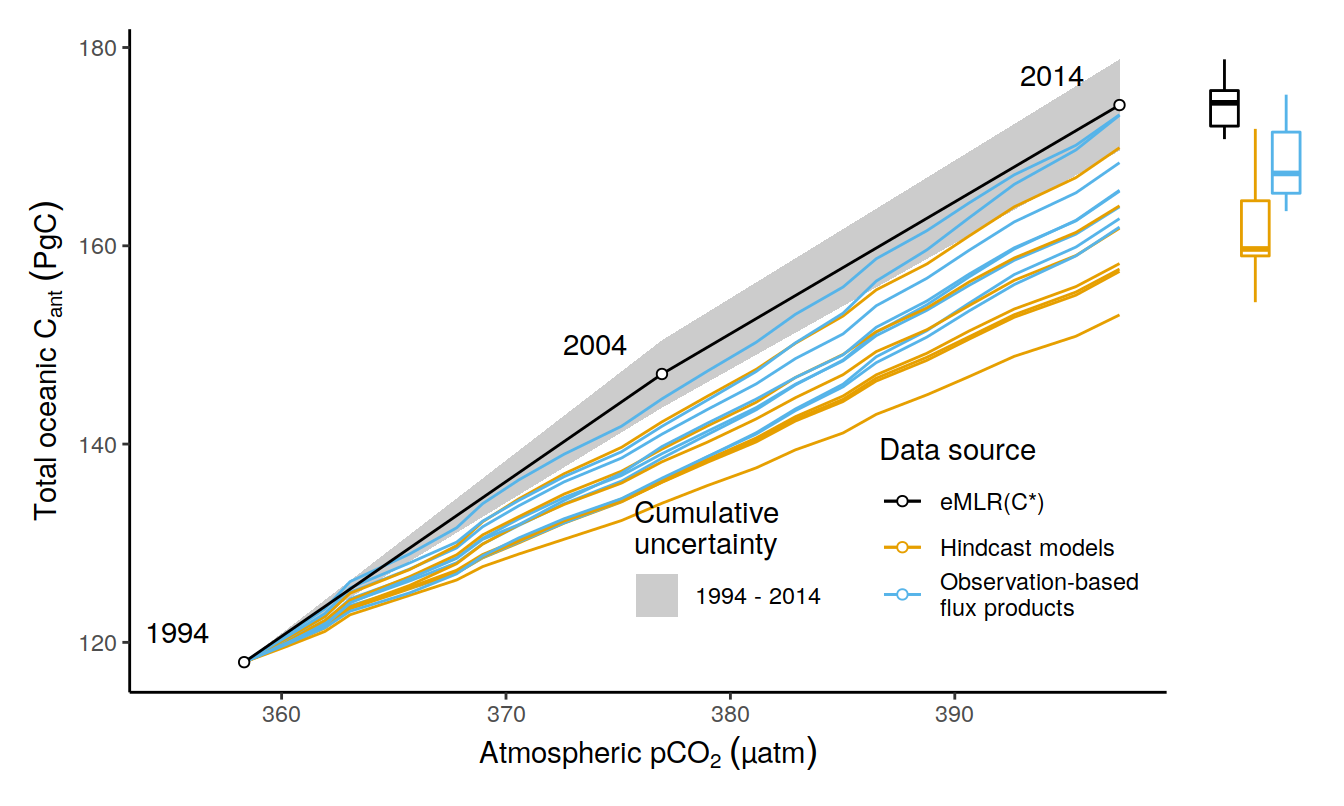 180
160
140
120
Total oceanic Cant (PgC)
2014
2004
1994
Data source
eMLR(C*)
Hindcast models
Observation-based
flux products
Cumulative
uncertainty
1994 - 2014
360
370
380
390
Atmospheric pCO2 (µatm)